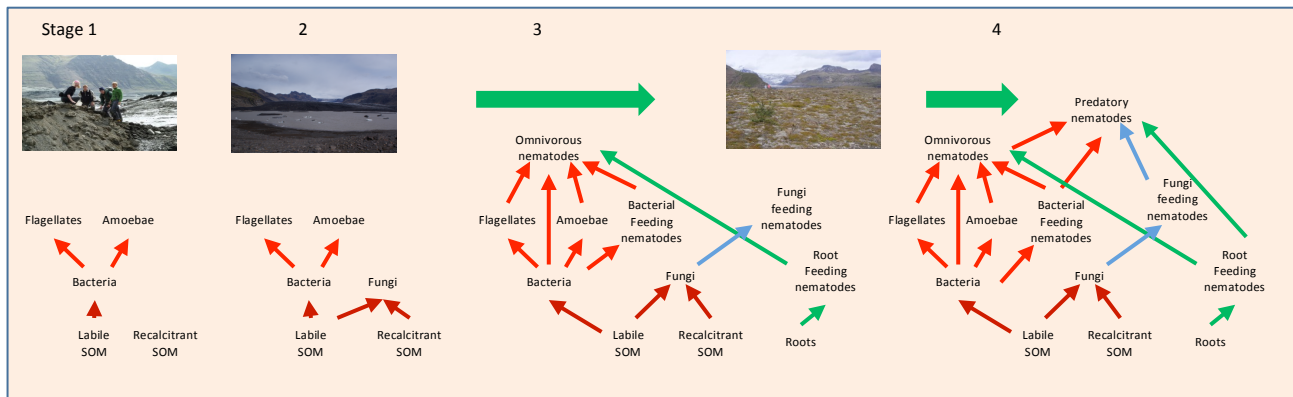 Stage 1
Flagellates
Amoebae
Bacteria
Labile
SOM
Recalcitrant
SOM
2
Flagellates
Amoebae
Bacteria
Fungi
Labile
SOM
Recalcitrant
SOM
3
Omnivorous
nematodes
Fungi
feeding
nematodes
Flagellates
Amoebae
Bacterial
Feeding
nematodes
Bacteria
Fungi
Root
Feeding
nematodes
Labile
SOM
Recalcitrant
SOM
Roots
4
Predatory
nematodes
Omnivorous
nematodes
Fungi
feeding
nematodes
Flagellates
Amoebae
Bacterial
Feeding
nematodes
Bacteria
Fungi
Root
Feeding
nematodes
Labile
SOM
Recalcitrant
SOM
Roots